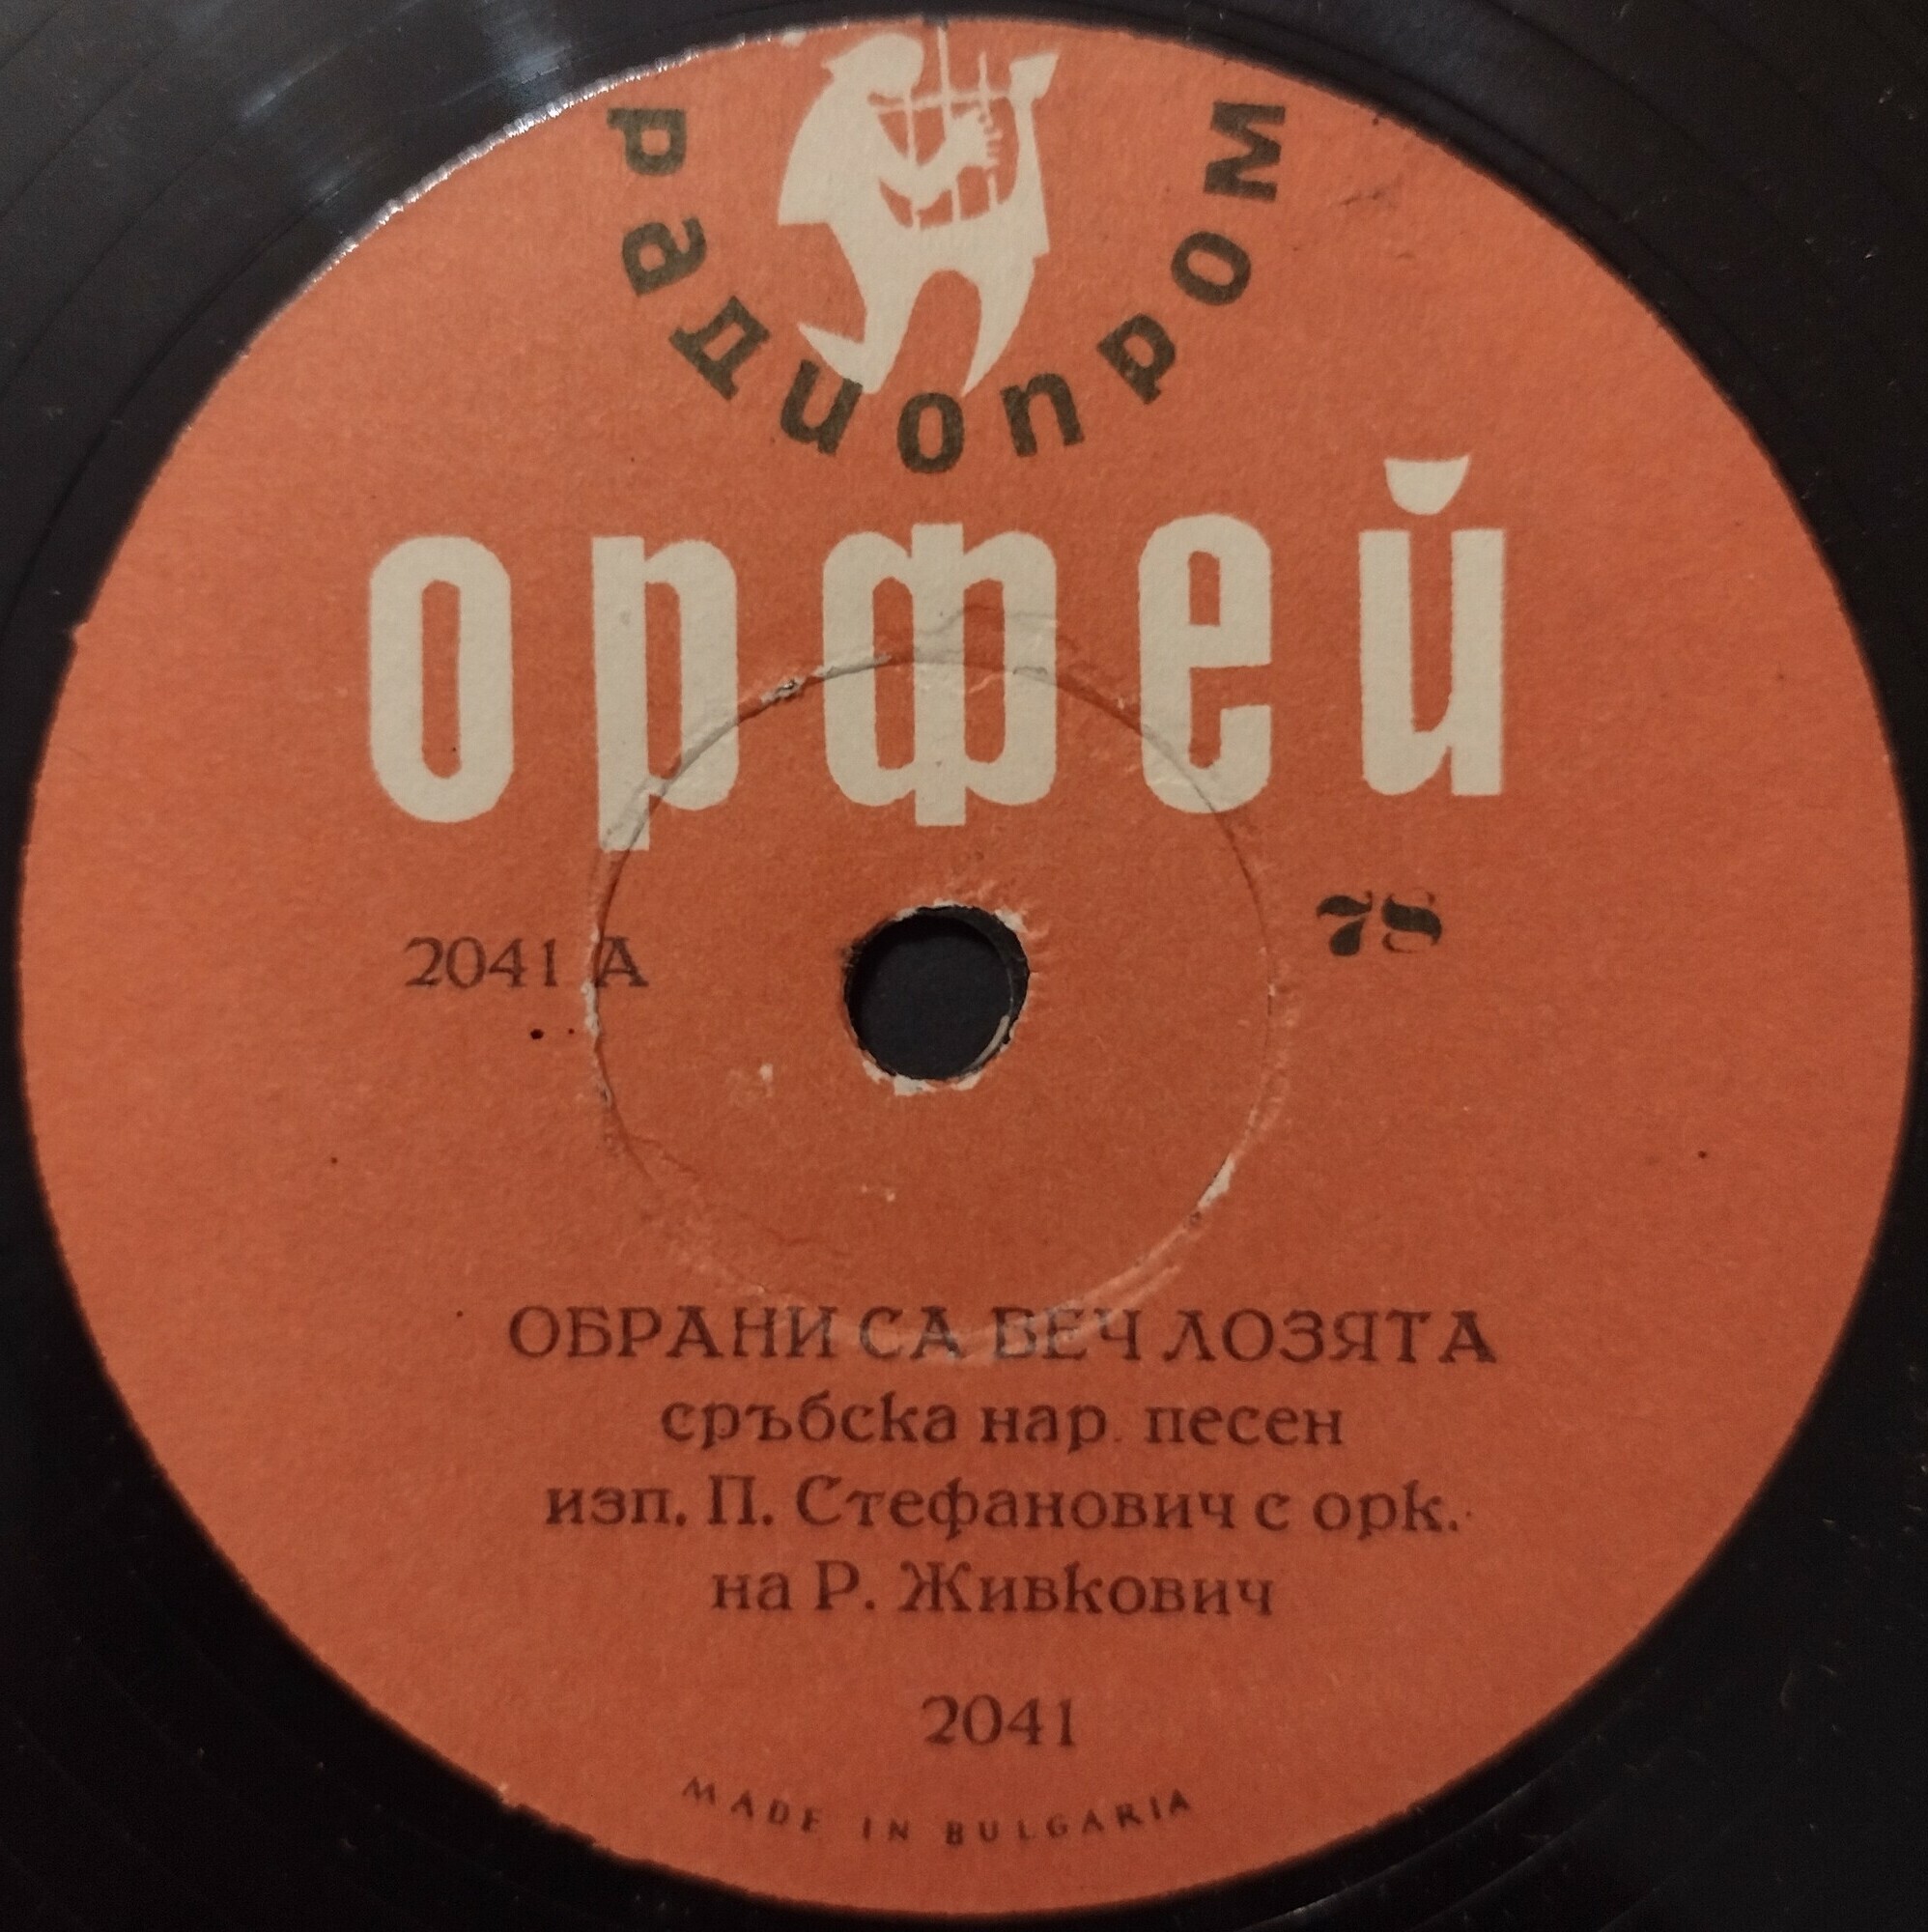 радиопром
орфей
2041 А
78
ОБРАНИ СА ВЕЧ ЛОЗЯТА
сръбска нар. песен
изп. П. Стефанович с орк.
на Р. Живкович
2041
MADE IN BULGARIA